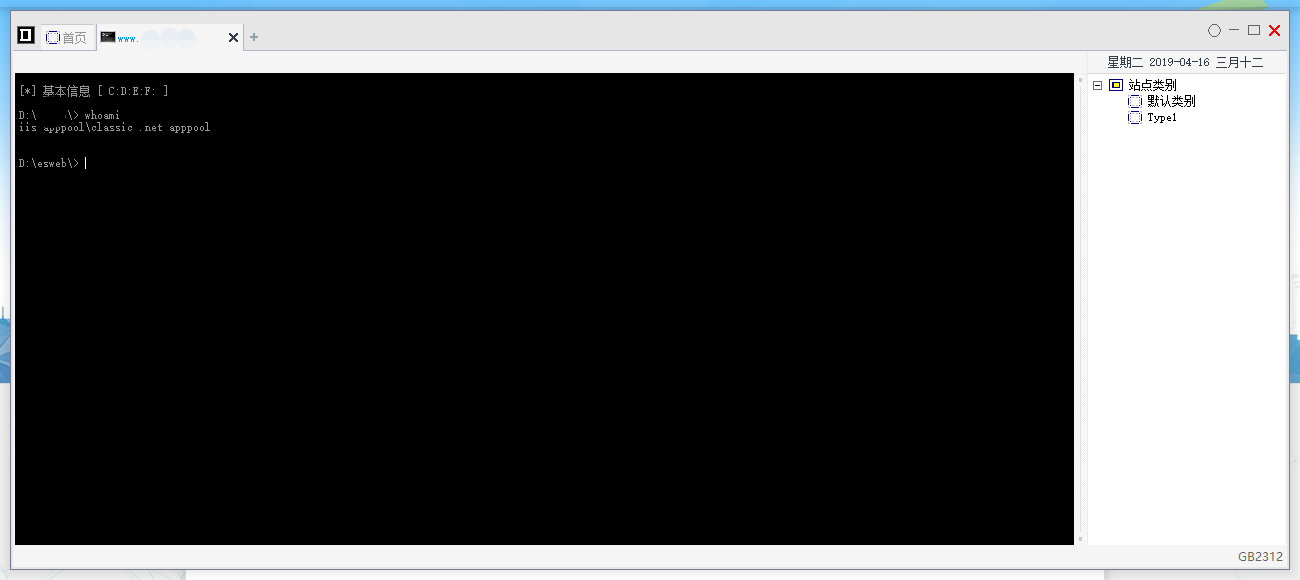 首页
www.
星期二 2019-04-16 三月十二
[*] 基本信息 [ C:D:E:F: ]
D:\ \> whoami
iis apppool\classic .net apppool
D:\esweb\>
站点类别
默认类别
Type1
GB2312